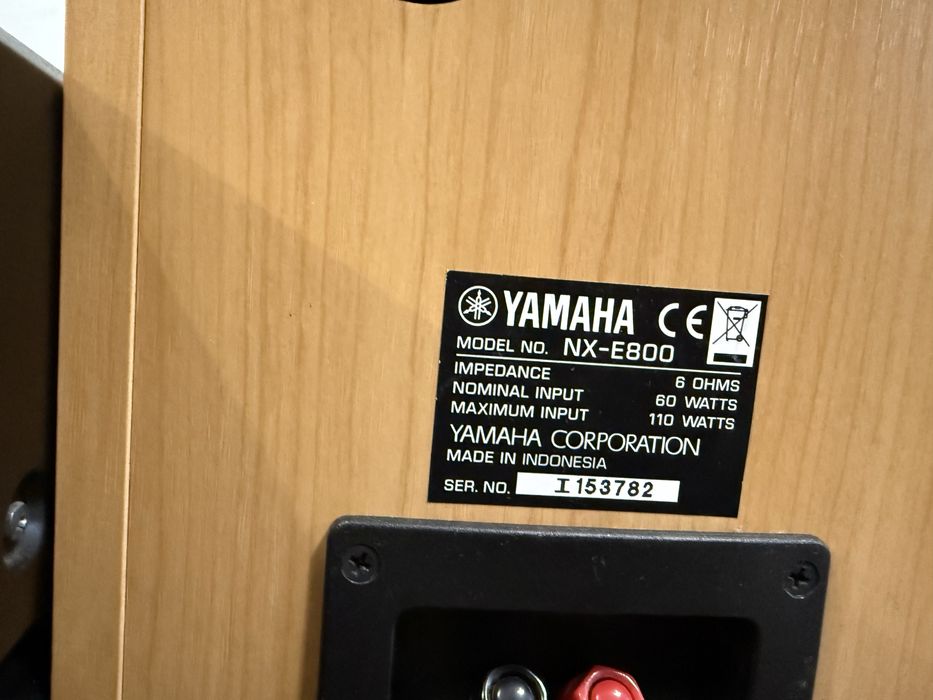 YAMAHA CE
MODEL NO. NX-E800
IMPEDANCE 6 OHMS
NOMINAL INPUT 60 WATTS
MAXIMUM INPUT 110 WATTS
YAMAHA CORPORATION
MADE IN INDONESIA
SER. NO. I153782